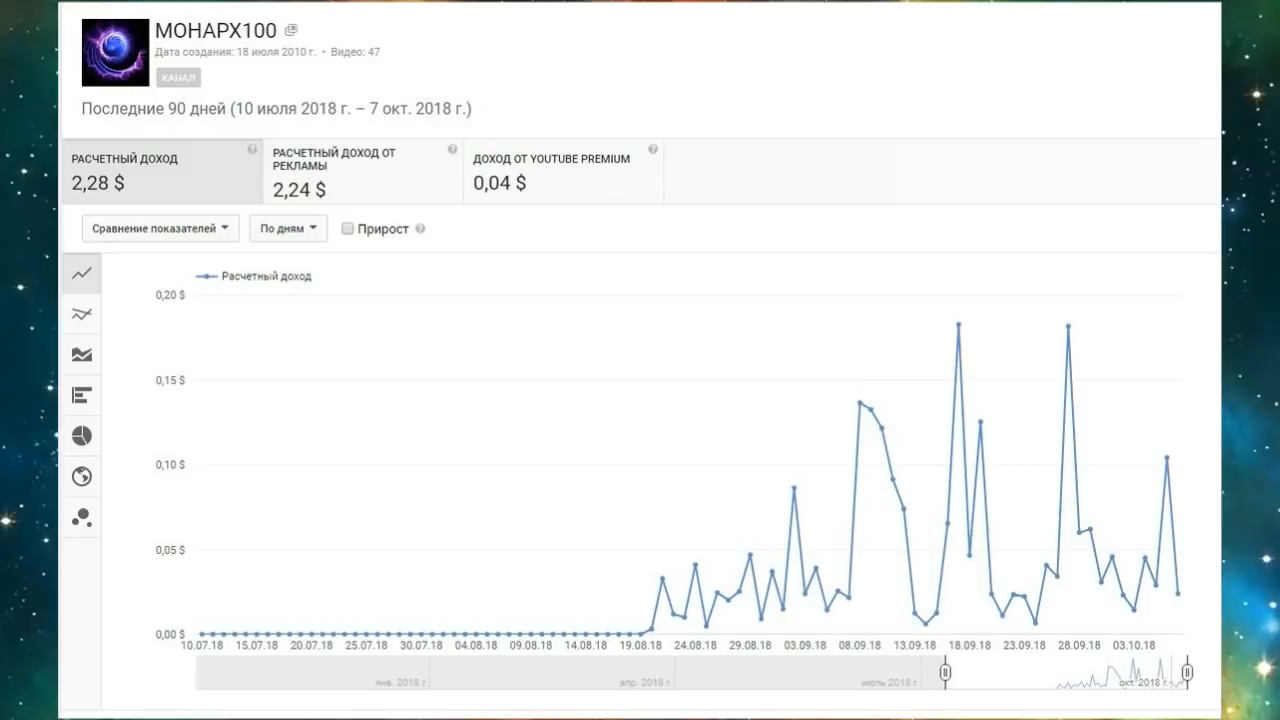 МОНАРХ100
Дата создания: 18 июля 2010 г. • Видео: 47
КАНАЛ
Последние 90 дней (10 июля 2018 г. – 7 окт. 2018 г.)
РАСЧЕТНЫЙ ДОХОД
2,28 $
РАСЧЕТНЫЙ ДОХОД ОТ
РЕКЛАМЫ
2,24 $
ДОХОД ОТ YOUTUBE PREMIUM
0,04 $
Сравнение показателей
По дням
Прирост
Расчетный доход
0,20 $
0,15 $
0,10 $
0,05 $
0,00 $
10.07.18 15.07.18 20.07.18 25.07.18 30.07.18 04.08.18 09.08.18 14.08.18 19.08.18 24.08.18 29.08.18 03.09.18 08.09.18 13.09.18 18.09.18 23.09.18 28.09.18 03.10.18
янв. 2018 г. апр. 2018 г. июль 2018 г. окт. 2018 г.